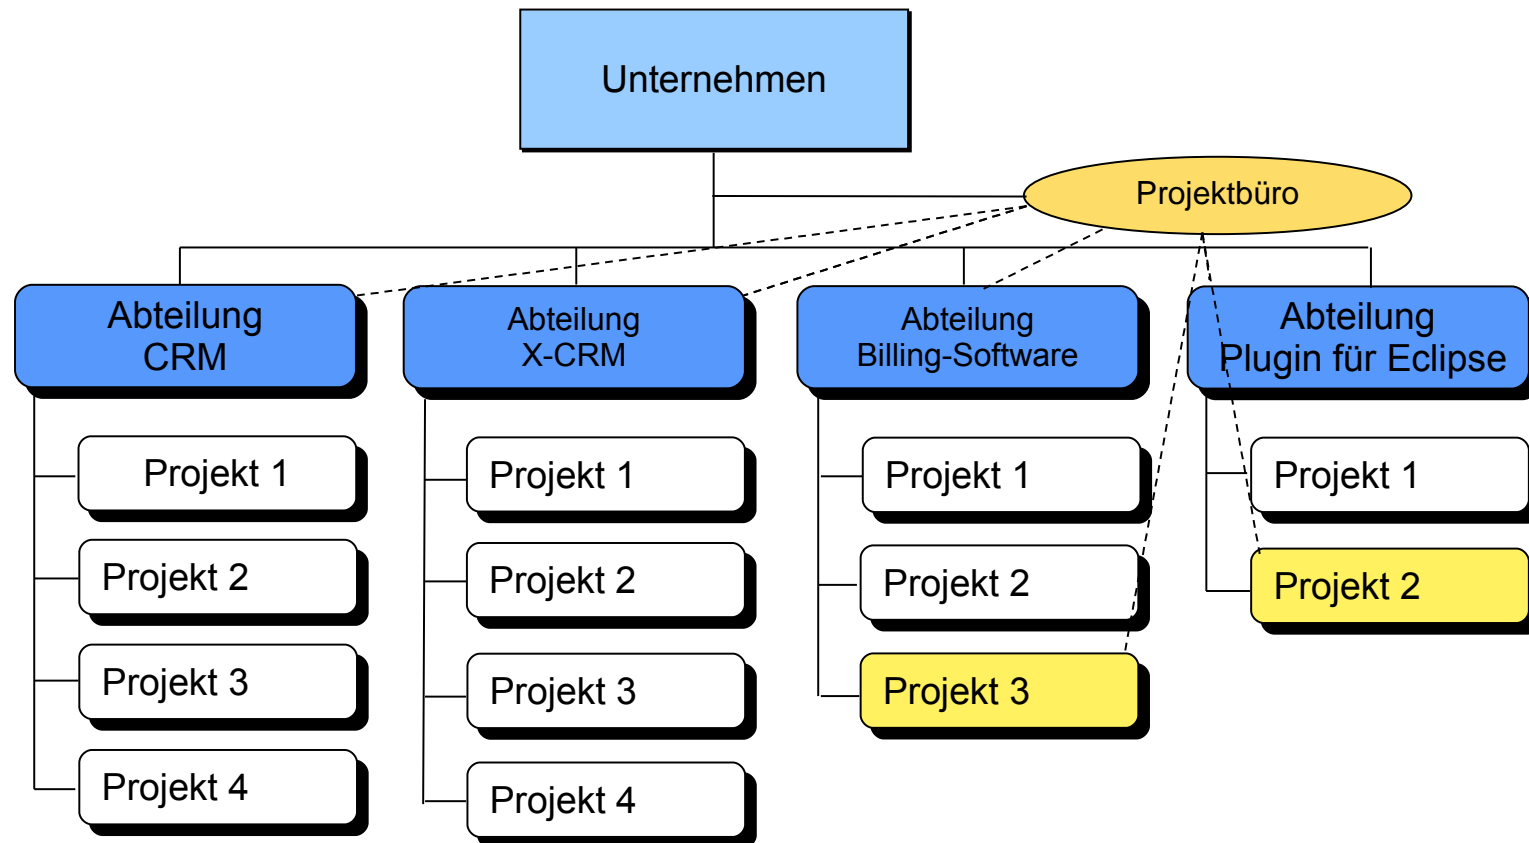 Unternehmen
Projektbüro
Abteilung
CRM
Projekt 1
Projekt 2
Projekt 3
Projekt 4
Abteilung
X-CRM
Projekt 1
Projekt 2
Projekt 3
Projekt 4
Abteilung
Billing-Software
Projekt 1
Projekt 2
Projekt 3
Abteilung
Plugin für Eclipse
Projekt 1
Projekt 2